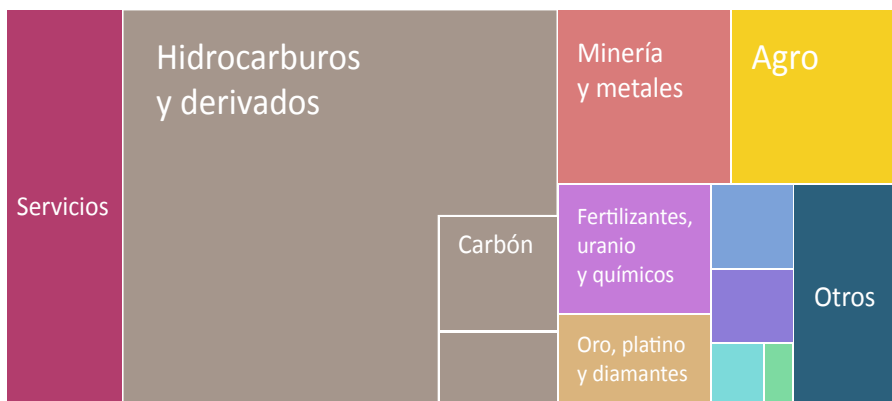 Servicios
Hidrocarburos
y derivados
Carbón
Minería
y metales
Agro
Fertilizantes,
uranio
y químicos
Oro, platino
y diamantes
Otros